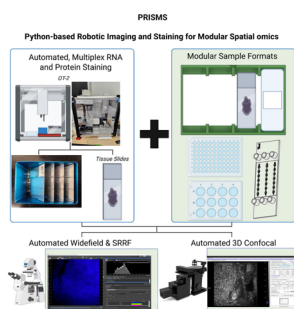 PRISMS
Python-based Robotic Imaging and Staining for Modular Spatial omics
Automated, Multiplex RNA
and Protein Staining
OT-2
Tissue Slides
Modular Sample Formats
Automated Widefield & SRRF
Automated 3D Confocal